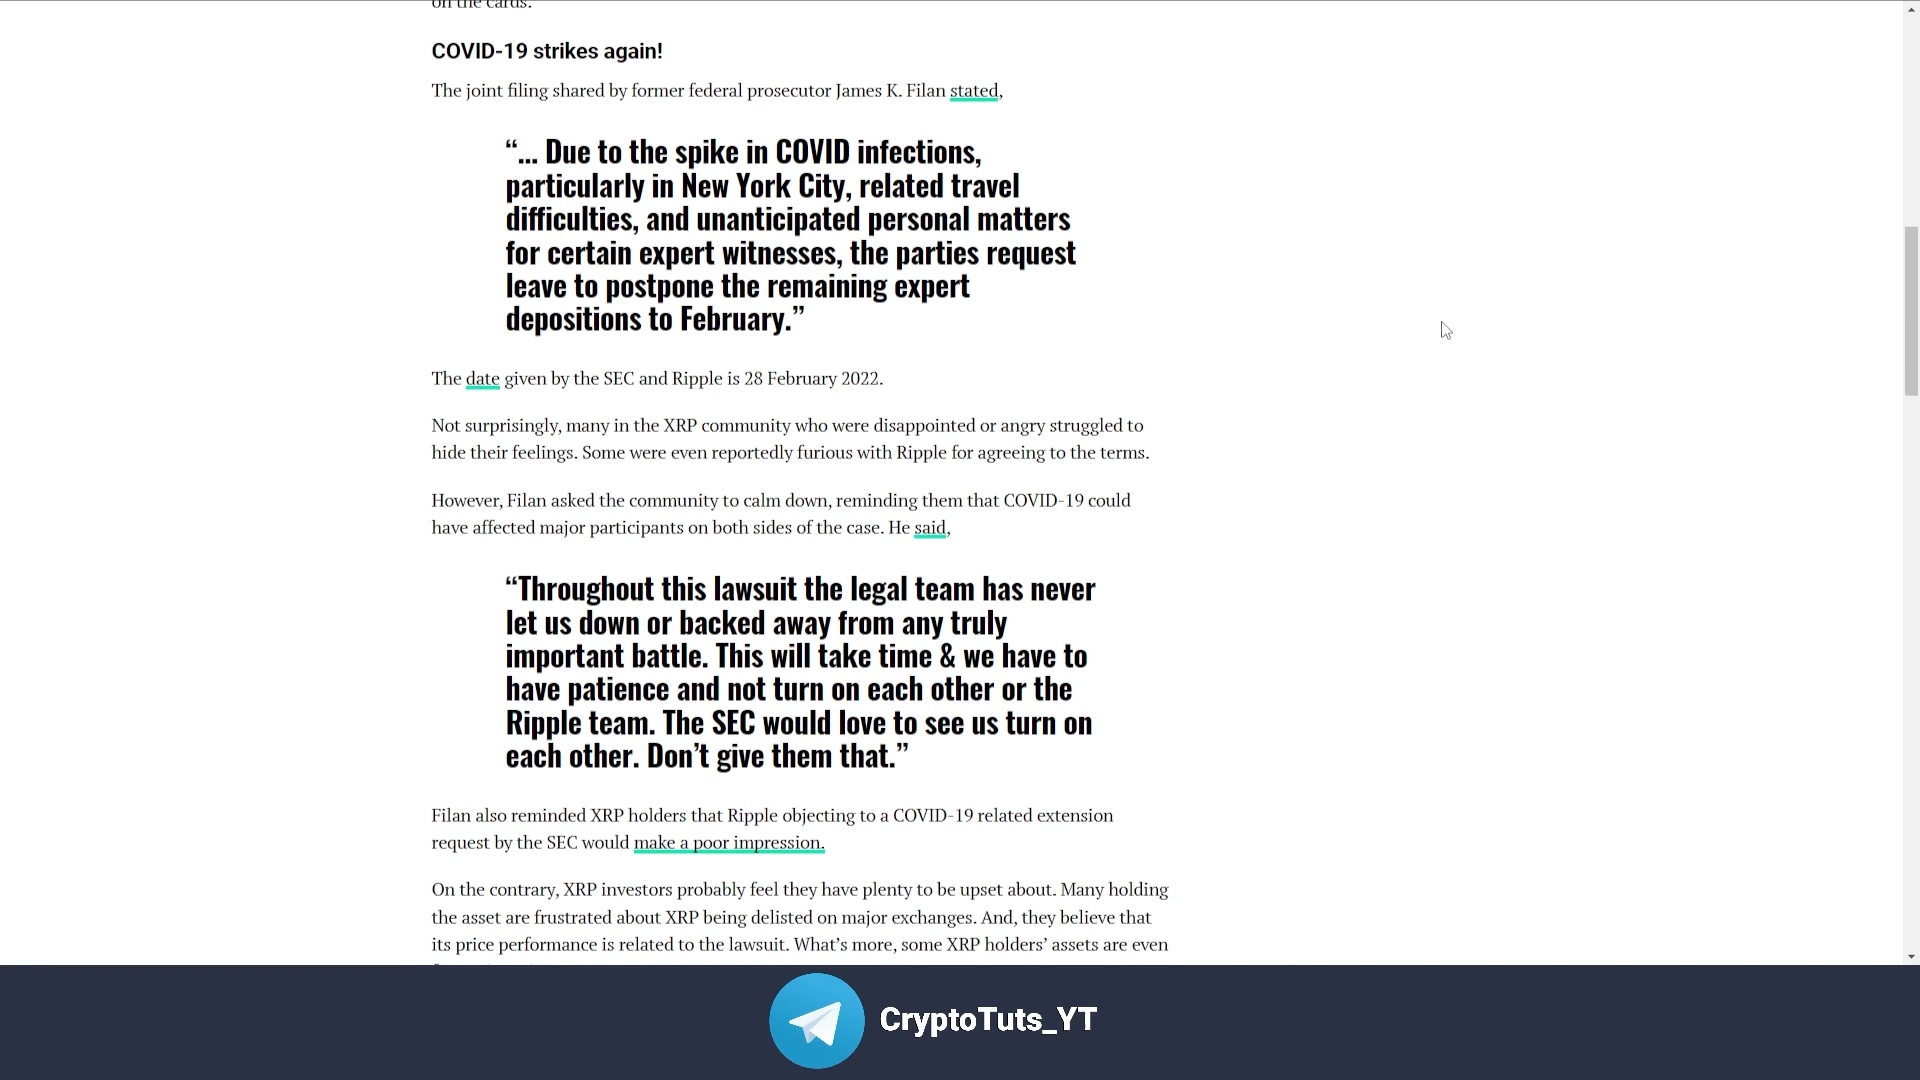 on the cards.
COVID-19 strikes again!
The joint filing shared by former federal prosecutor James K. Filan stated,
“... Due to the spike in COVID infections,
particularly in New York City, related travel
difficulties, and unanticipated personal matters
for certain expert witnesses, the parties request
leave to postpone the remaining expert
depositions to February.”
The date given by the SEC and Ripple is 28 February 2022.
Not surprisingly, many in the XRP community who were disappointed or angry struggled to
hide their feelings. Some were even reportedly furious with Ripple for agreeing to the terms.
However, Filan asked the community to calm down, reminding them that COVID-19 could
have affected major participants on both sides of the case. He said,
“Throughout this lawsuit the legal team has never
let us down or backed away from any truly
important battle. This will take time & we have to
have patience and not turn on each other or the
Ripple team. The SEC would love to see us turn on
each other. Don’t give them that.”
Filan also reminded XRP holders that Ripple objecting to a COVID-19 related extension
request by the SEC would make a poor impression.
On the contrary, XRP investors probably feel they have plenty to be upset about. Many holding
the asset are frustrated about XRP being delisted on major exchanges. And, they believe that
its price performance is related to the lawsuit. What’s more, some XRP holders’ assets are even
CryptoTuts_YT